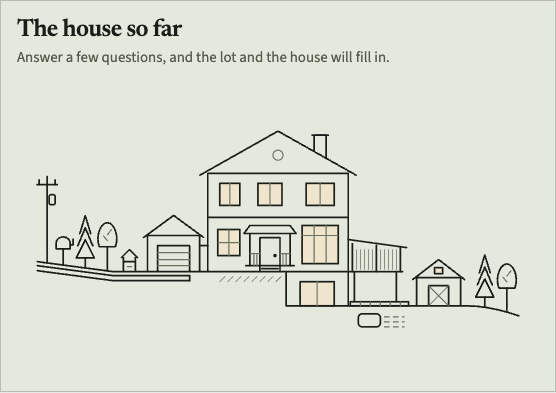 The house so far
Answer a few questions, and the lot and the house will fill in.